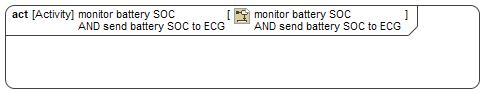 act [Activity] monitor battery SOC [ monitor battery SOC ]
AND send battery SOC to ECG AND send battery SOC to ECG